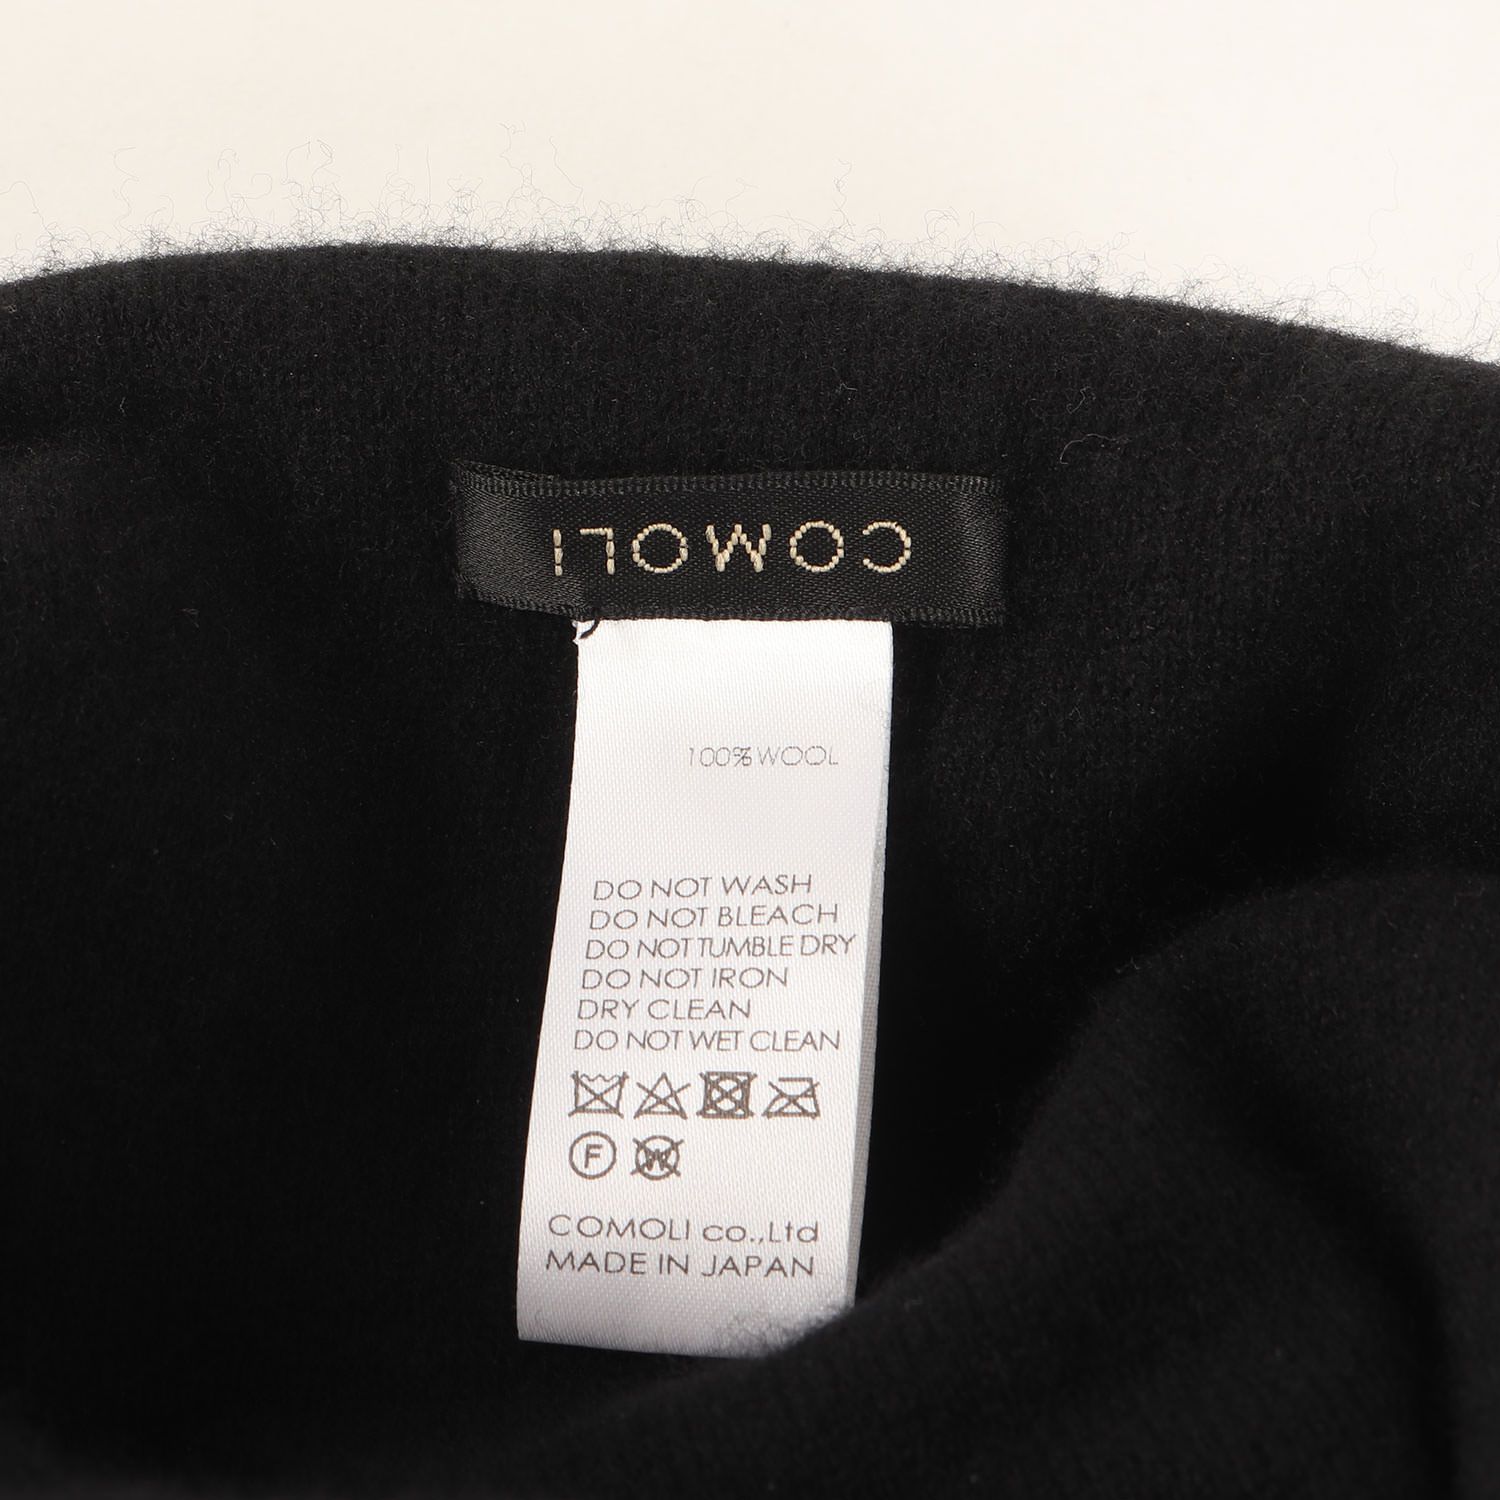 COMOLI
100% WOOL
DO NOT WASH
DO NOT BLEACH
DO NOT TUMBLE DRY
DO NOT IRON
DRY CLEAN
DO NOT WET CLEAN
F W
COMOLI co.,Ltd
MADE IN JAPAN